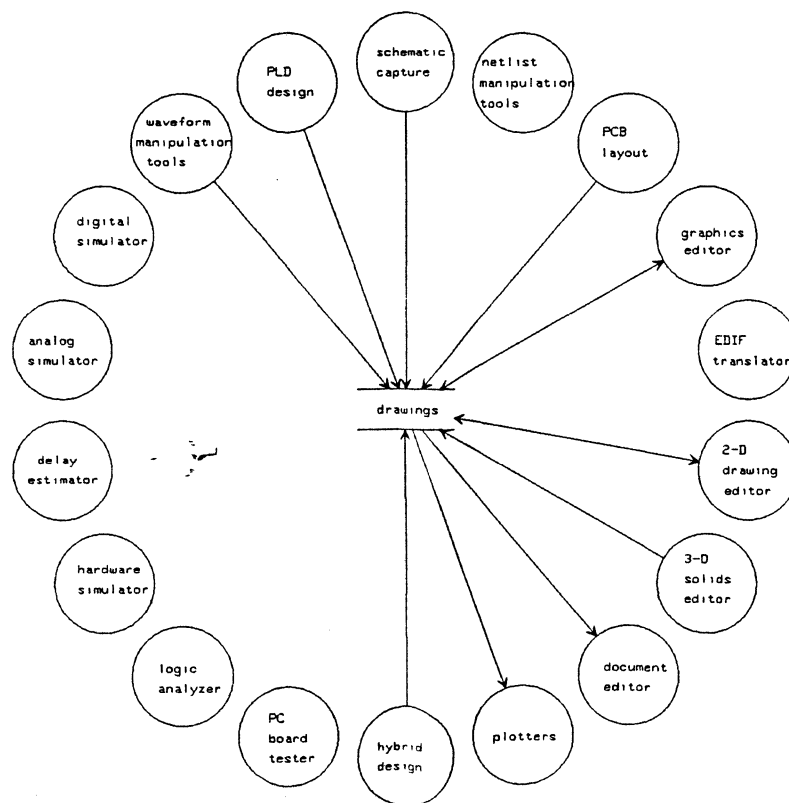 schematic
capture
netlist
manipulation
tools
PCB
layout
graphics
editor
EDIF
translator
2-D
drawing
editor
3-D
solids
editor
document
editor
plotters
hybrid
design
PC
board
tester
logic
analyzer
hardware
simulator
delay
estimator
analog
simulator
digital
simulator
waveform
manipulation
tools
PLD
design
drawings